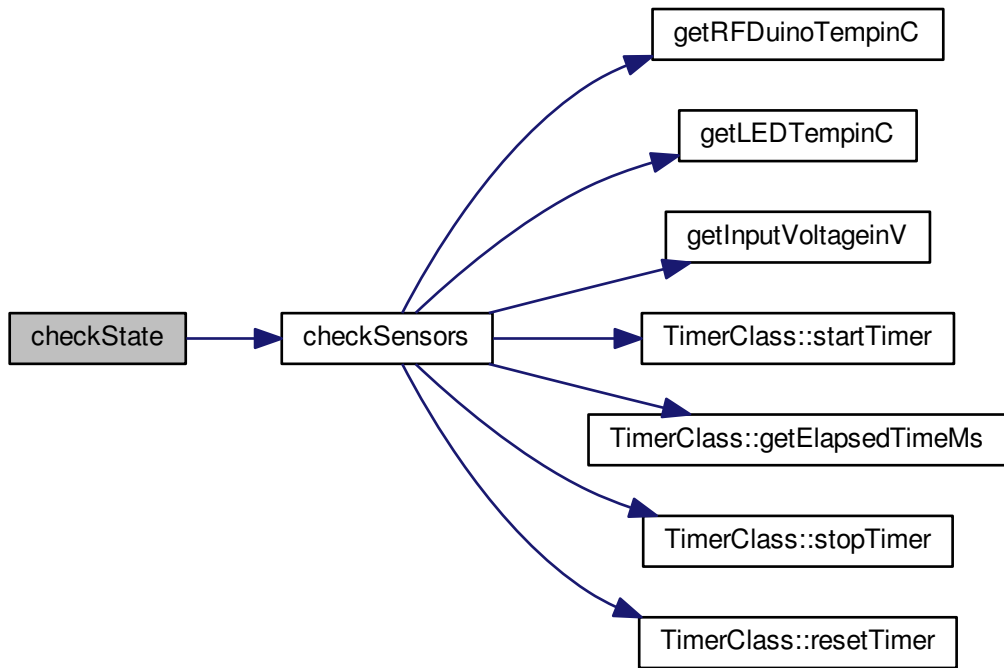 getRFDuinoTempinC
getLEDTempinC
getInputVoltageinV
checkState
checkSensors
TimerClass::startTimer
TimerClass::getElapsedTimeMs
TimerClass::stopTimer
TimerClass::resetTimer